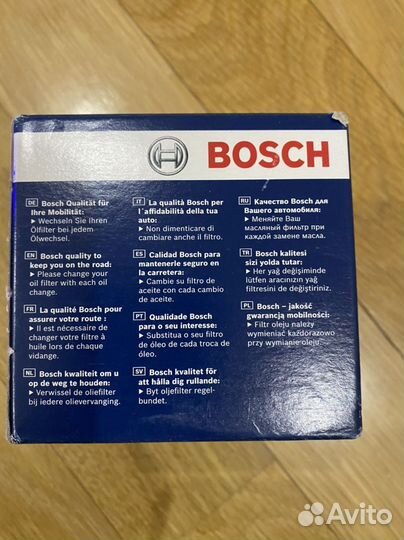 BOSCH
DE Bosch Qualität für
Ihre Mobilität:
► Wechseln Sie Ihren
Ölfilter bei jedem
Ölwechsel.
EN Bosch quality to
keep you on the road:
► Please change your
oil filter with each oil
change.
FR La qualité Bosch pour
assurer votre route :
► Il est nécessaire de
changer votre filtre à
huile lors de chaque
vidange.
NL Bosch kwaliteit om u
op de weg te houden:
► Verwissel de oliefilter
bij iedere olieverversing.
IT La qualità Bosch per
l´affidabilità della tua
auto:
► Non dimenticare di
cambiare anche il filtro.
ES Calidad Bosch para
mantenerle seguro en
la carretera:
► Cambie su filtro de
aceite con cada cambio
de aceite.
PT Qualidade Bosch
para o seu interesse:
► Substitua o seu filtro
de óleo de cada troca de
óleo.
SV Bosch kvalitet för
att hålla dig rullande:
► Byt oljefilter regel-
bundet.
RU Качество Bosch для
Вашего автомобиля:
► Меняйте Ваш
масляный фильтр при
каждой замене масла.
TR Bosch kalitesi
sizi yolda tutar:
► Her yağ değişiminde
lütfen aracınızın yağ
filtresini de değiştiriniz.
PL Bosch – jakość
gwarancją mobilności:
► Filtr oleju należy
wymieniać każdorazowo
przy wymianie oleju.
Avito